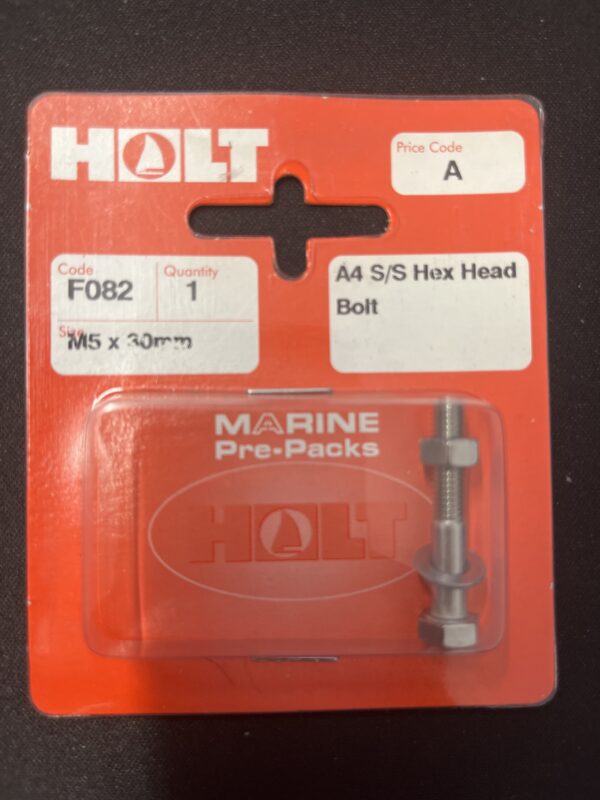 HOLT
Price Code
A
Code
F082
Quantity
1
Size
M5 x 30mm
A4 S/S Hex Head
Bolt
MARINE
Pre-Packs
HOLT